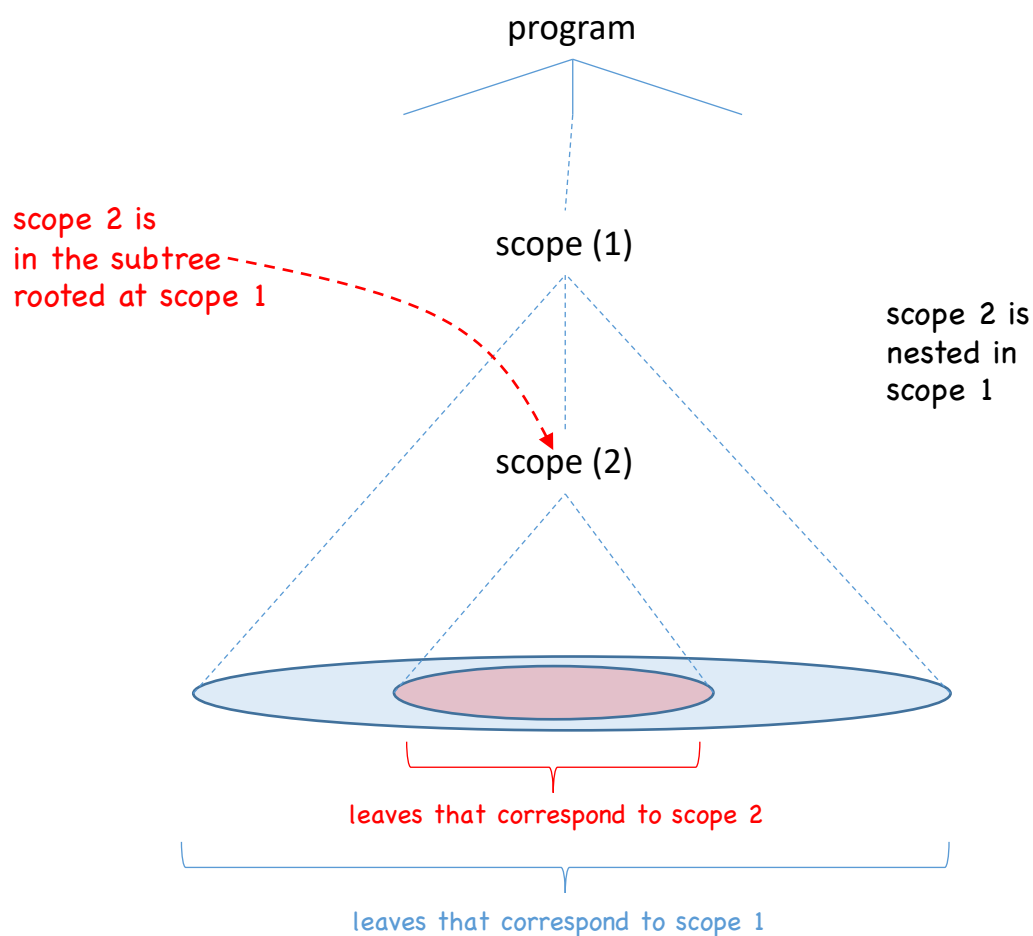 program
scope 2 is
in the subtree
rooted at scope 1
scope (1)
scope 2 is
nested in
scope 1
scope (2)
leaves that correspond to scope 2
leaves that correspond to scope 1